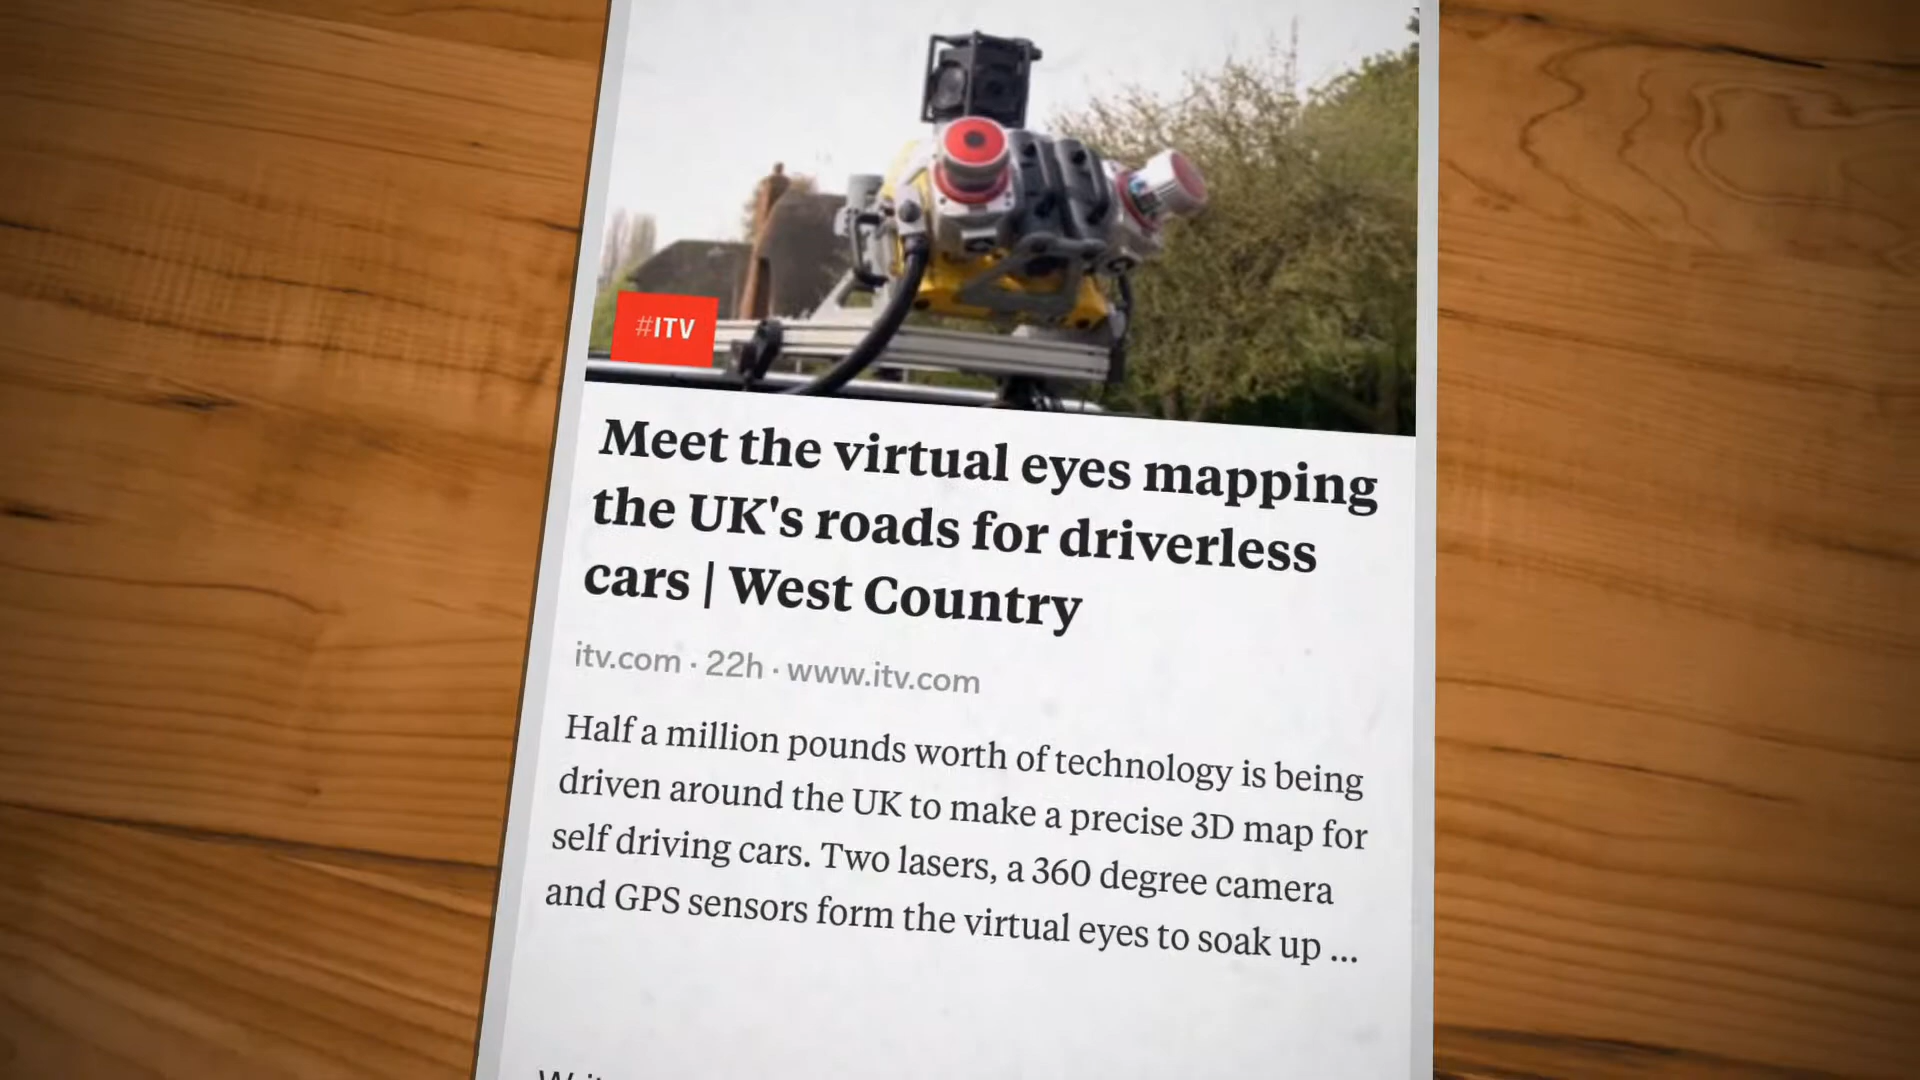 #ITV
Meet the virtual eyes mapping
the UK's roads for driverless
cars | West Country
itv.com · 22h · www.itv.com
Half a million pounds worth of technology is being
driven around the UK to make a precise 3D map for
self driving cars. Two lasers, a 360 degree camera
and GPS sensors form the virtual eyes to soak up ...